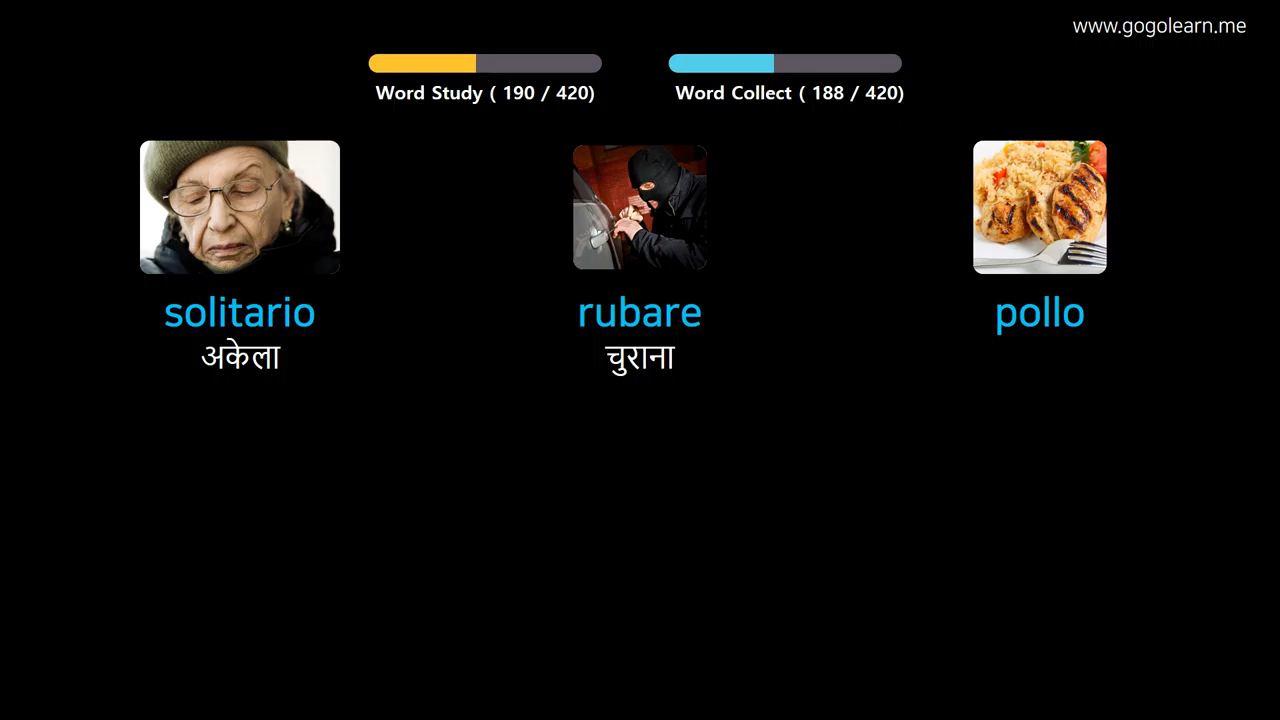 www.gogolearn.me
Word Study ( 190 / 420)
Word Collect ( 188 / 420)
solitario
rubare
pollo
अकेला
चुराना